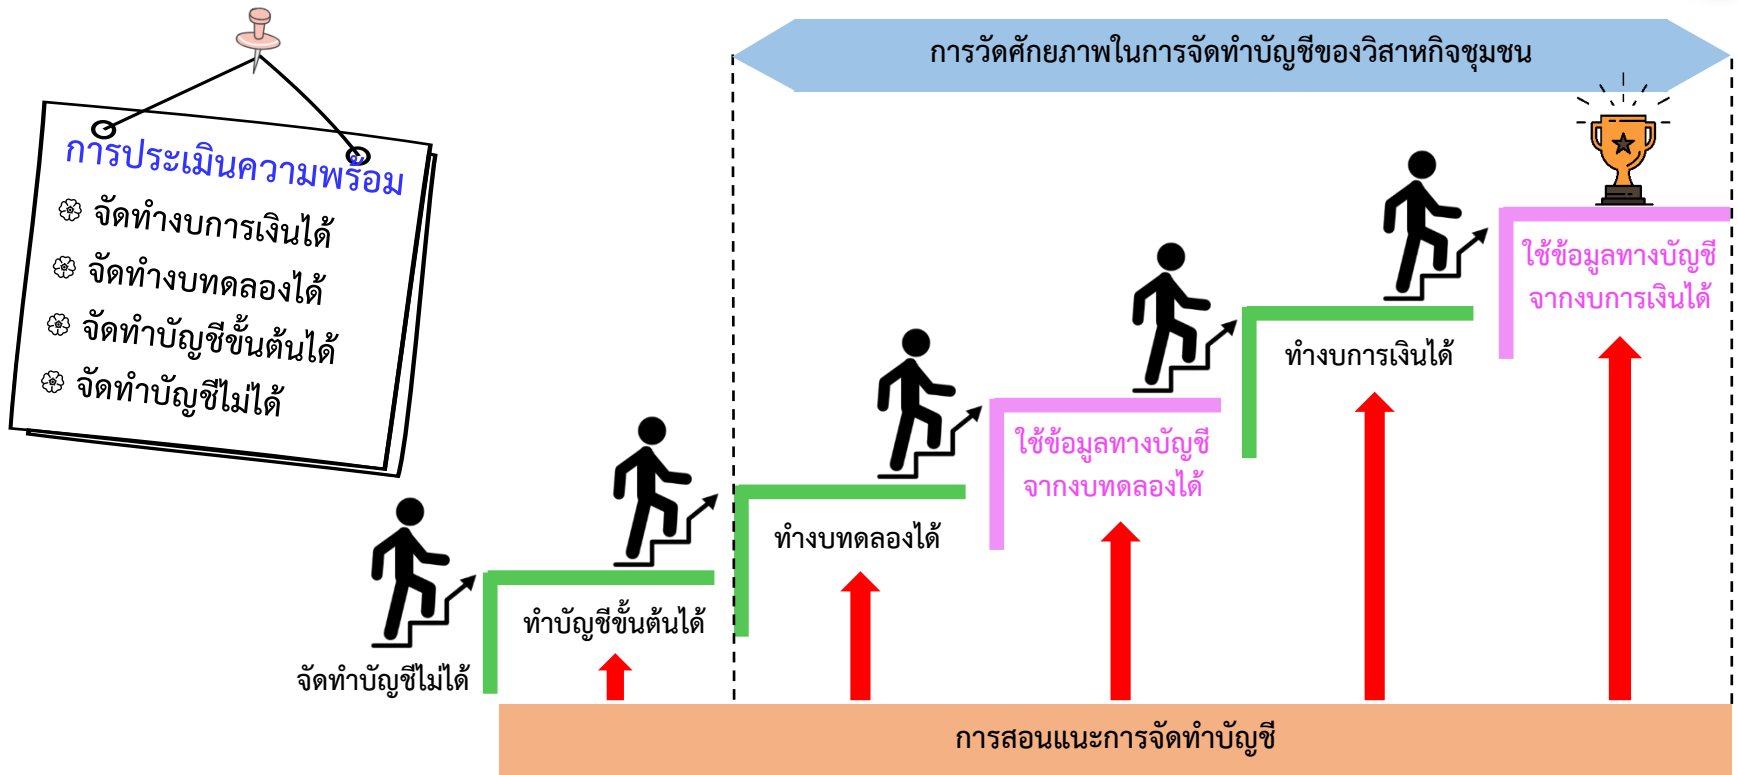 การวัดศักยภาพในการจัดทำบัญชีของวิสาหกิจชุมชน
การประเมินความพร้อม
จัดทำงบการเงินได้
จัดทำงบทดลองได้
จัดทำบัญชีขั้นต้นได้
จัดทำบัญชีไม่ได้
จัดทำบัญชีไม่ได้
ทำบัญชีขั้นต้นได้
ทำงบทดลองได้
ใช้ข้อมูลทางบัญชี
จากงบทดลองได้
ทำงบการเงินได้
ใช้ข้อมูลทางบัญชี
จากงบการเงินได้
การสอนแนะการจัดทำบัญชี